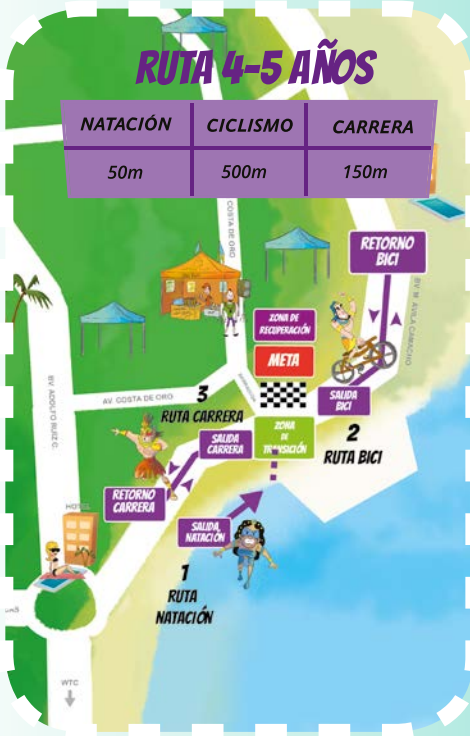 RUTA 4-5 AÑOS
NATACIÓN CICLISMO CARRERA
50m 500m 150m
COSTA DE ORO
RETORNO
BICI
BV. M. AVILA CAMACHO
ZONA DE
RECUPERACIÓN
META
SALIDA
BICI
AV. COSTA DE ORO
3
RUTA CARRERA
BV. ADOLFO RUIZ C.
SALIDA
CARRERA
ZONA
DE
TRANSICIÓN
2
RUTA BICI
RETORNO
CARRERA
HOTEL
SALIDA
NATACIÓN
1
RUTA
NATACIÓN
WTC